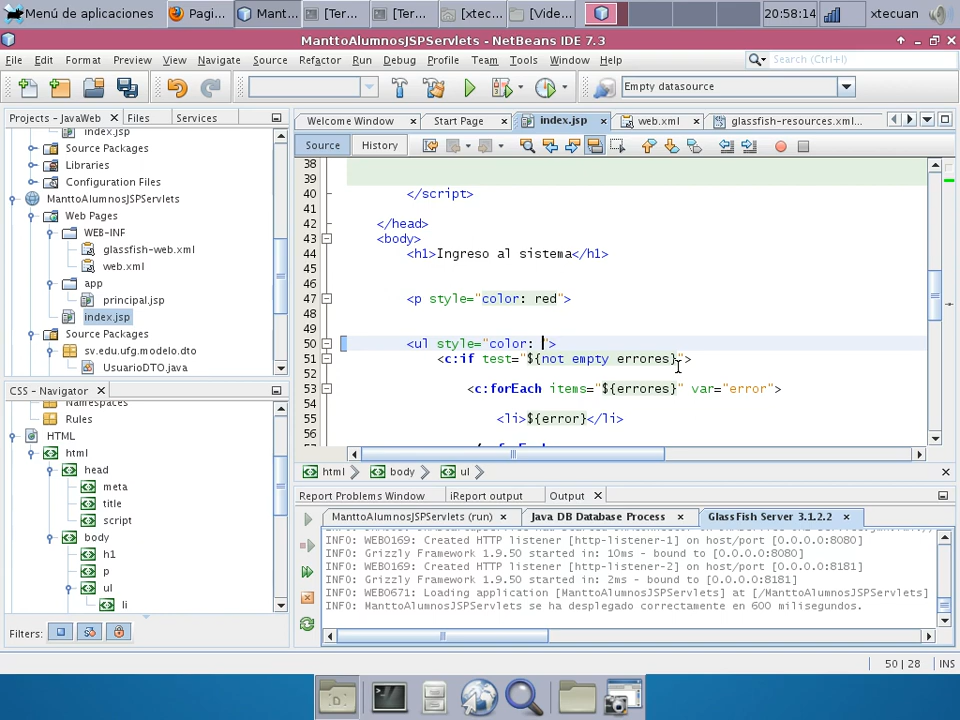 Menú de aplicaciones
Pagi...
Mant...
[Ter...
[Ter...
[xtec...
[Vide...
20:58:14
xtecuan
ManttoAlumnosJSPServlets - NetBeans IDE 7.3
File Edit Format Preview View Navigate Source Refactor Run Debug Profile Team Tools Window Help
Search (Ctrl+I)
Empty datasource
Projects - JavaWeb
Files
Services
index.jsp
Source Packages
Libraries
Configuration Files
ManttoAlumnosJSPServlets
Web Pages
WEB-INF
glassfish-web.xml
web.xml
app
principal.jsp
index.jsp
Source Packages
sv.edu.ufg.modelo.dto
UsuarioDTO.java
CSS - Navigator
Namespaces
Rules
HTML
html
head
meta
title
script
body
h1
p
ul
li
Filters:
Welcome Window
Start Page
index.jsp
web.xml
glassfish-resources.xml...
Source
History
38
39
40 </script>
41
42 </head>
43 <body>
44 <h1>Ingreso al sistema</h1>
45
46
47 <p style="color: red">
48
49
50 <ul style="color: ">
51 <c:if test="${not empty errores}">
52
53 <c:forEach items="${errores}" var="error">
54
55 <li>${error}</li>
56
html
body
ul
Report Problems Window
iReport output
Output
ManttoAlumnosJSPServlets (run)
Java DB Database Process
GlassFish Server 3.1.2.2
INFO: WEB0169: Created HTTP listener [http-listener-1] on host/port [0.0.0.0:8080]
INFO: Grizzly Framework 1.9.50 started in: 10ms - bound to [0.0.0.0:8080]
INFO: WEB0169: Created HTTP listener [http-listener-2] on host/port [0.0.0.0:8181]
INFO: Grizzly Framework 1.9.50 started in: 2ms - bound to [0.0.0.0:8181]
INFO: WEB0671: Loading application [ManttoAlumnosJSPServlets] at [/ManttoAlumnosJSPServlets]
INFO: ManttoAlumnosJSPServlets se ha desplegado correctamente en 600 milisegundos.
50 | 28
INS